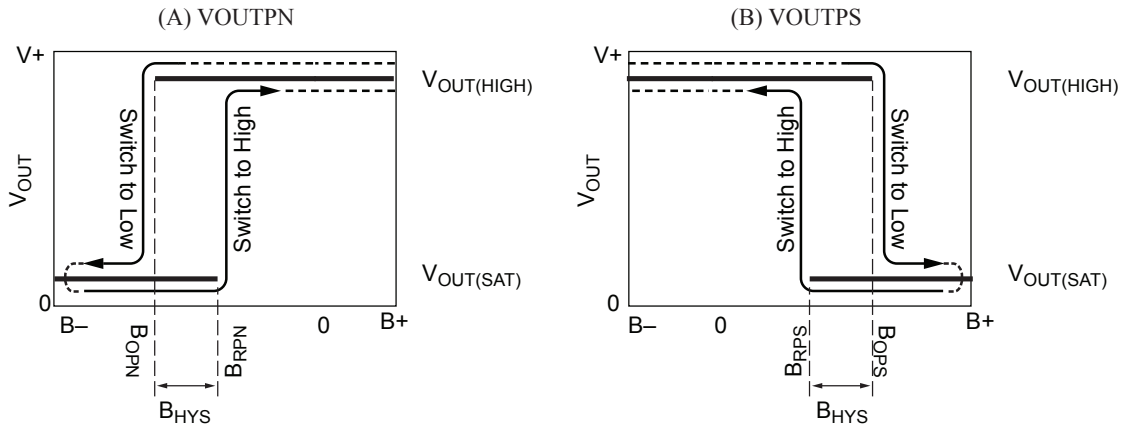 (A) VOUTPN
V+
VOUT(HIGH)
Switch to Low
Switch to High
VOUT
VOUT(SAT)
0
B–
BOPN
BRPN
0
B+
BHYS
(B) VOUTPS
V+
VOUT(HIGH)
Switch to High
Switch to Low
VOUT
VOUT(SAT)
0
B–
0
BRPS
BOPS
B+
BHYS